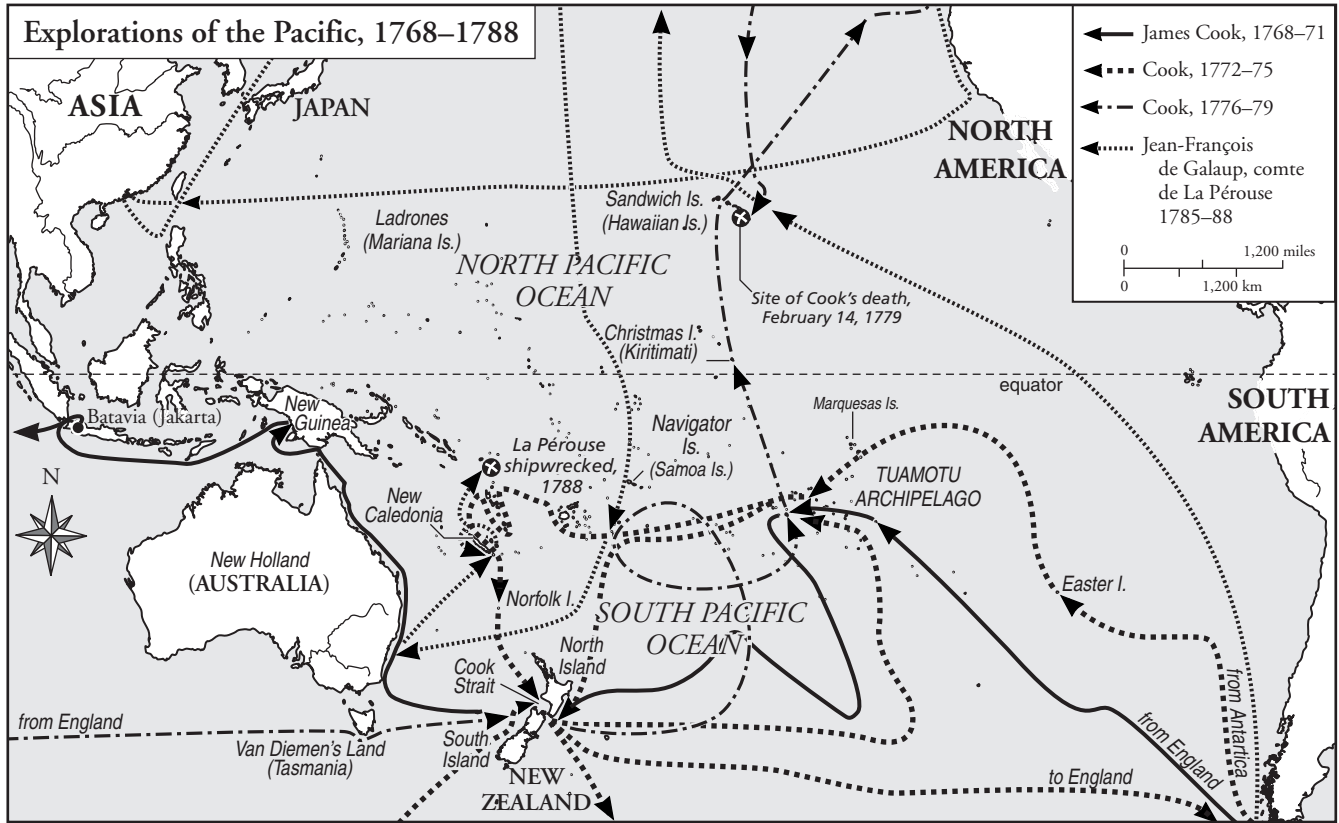 Explorations of the Pacific, 1768–1788
James Cook, 1768–71
Cook, 1772–75
Cook, 1776–79
Jean-François
de Galaup, comte
de La Pérouse
1785–88
0
1,200 miles
0
1,200 km
ASIA
JAPAN
NORTH
AMERICA
Ladrones
(Mariana Is.)
Sandwich Is.
(Hawaiian Is.)
NORTH PACIFIC
OCEAN
Site of Cook's death,
February 14, 1779
Christmas I.
(Kiritimati)
equator
SOUTH
AMERICA
Batavia (Jakarta)
New
Guinea
Marquesas Is.
Navigator
Is.
(Samoa Is.)
La Pérouse
shipwrecked,
1788
TUAMOTU
ARCHIPELAGO
N
New
Caledonia
New Holland
(AUSTRALIA)
Norfolk I.
Easter I.
SOUTH PACIFIC
OCEAN
North
Island
Cook
Strait
from England
Van Diemen's Land
(Tasmania)
South
Island
NEW
ZEALAND
to England
from England
from Antartica